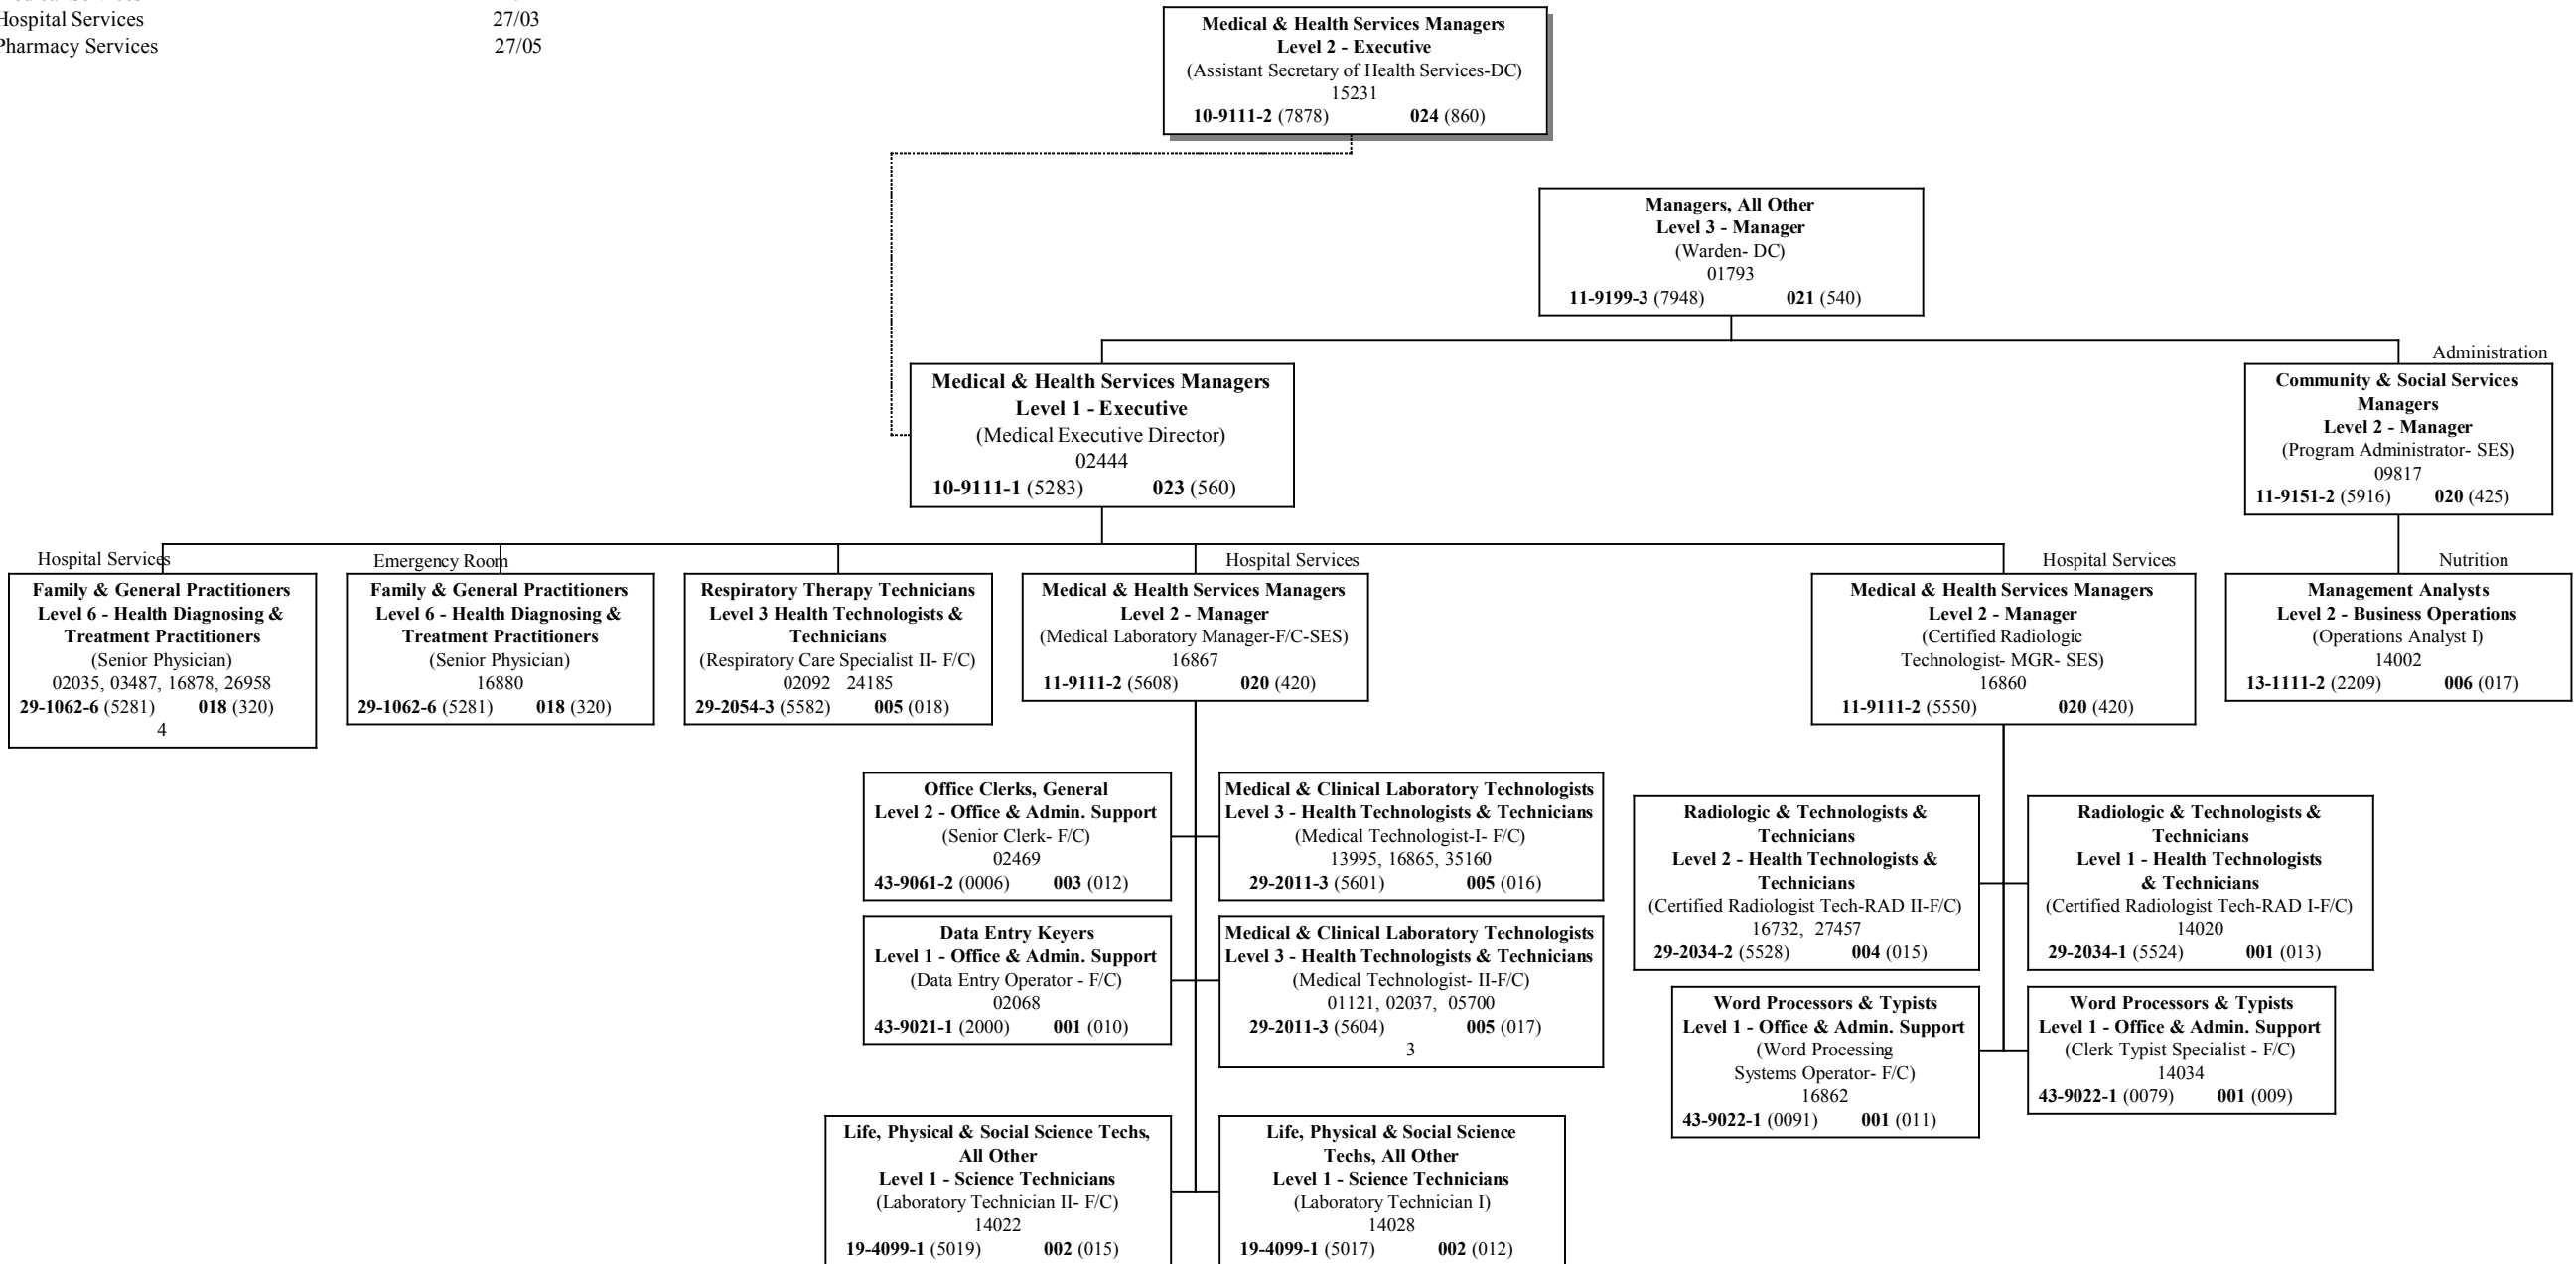 Hospital Services 27/03
Pharmacy Services 27/05
Medical & Health Services Managers
Level 2 - Executive
(Assistant Secretary of Health Services-DC)
15231
10-9111-2 (7878) 024 (860)
Managers, All Other
Level 3 - Manager
(Warden- DC)
01793
11-9199-3 (7948) 021 (540)
Medical & Health Services Managers
Level 1 - Executive
(Medical Executive Director)
02444
10-9111-1 (5283) 023 (560)
Administration
Community & Social Services
Managers
Level 2 - Manager
(Program Administrator- SES)
09817
11-9151-2 (5916) 020 (425)
Hospital Services
Family & General Practitioners
Level 6 - Health Diagnosing &
Treatment Practitioners
(Senior Physician)
02035, 03487, 16878, 26958
29-1062-6 (5281) 018 (320)
4
Emergency Room
Family & General Practitioners
Level 6 - Health Diagnosing &
Treatment Practitioners
(Senior Physician)
16880
29-1062-6 (5281) 018 (320)
Respiratory Therapy Technicians
Level 3 Health Technologists &
Technicians
(Respiratory Care Specialist II- F/C)
02092 24185
29-2054-3 (5582) 005 (018)
Hospital Services
Medical & Health Services Managers
Level 2 - Manager
(Medical Laboratory Manager-F/C-SES)
16867
11-9111-2 (5608) 020 (420)
Hospital Services
Medical & Health Services Managers
Level 2 - Manager
(Certified Radiologic
Technologist- MGR- SES)
16860
11-9111-2 (5550) 020 (420)
Nutrition
Management Analysts
Level 2 - Business Operations
(Operations Analyst I)
14002
13-1111-2 (2209) 006 (017)
Office Clerks, General
Level 2 - Office & Admin. Support
(Senior Clerk- F/C)
02469
43-9061-2 (0006) 003 (012)
Medical & Clinical Laboratory Technologists
Level 3 - Health Technologists & Technicians
(Medical Technologist-I- F/C)
13995, 16865, 35160
29-2011-3 (5601) 005 (016)
Data Entry Keyers
Level 1 - Office & Admin. Support
(Data Entry Operator - F/C)
02068
43-9021-1 (2000) 001 (010)
Medical & Clinical Laboratory Technologists
Level 3 - Health Technologists & Technicians
(Medical Technologist- II-F/C)
01121, 02037, 05700
29-2011-3 (5604) 005 (017)
3
Life, Physical & Social Science Techs,
All Other
Level 1 - Science Technicians
(Laboratory Technician II- F/C)
14022
19-4099-1 (5019) 002 (015)
Life, Physical & Social Science
Techs, All Other
Level 1 - Science Technicians
(Laboratory Technician I)
14028
19-4099-1 (5017) 002 (012)
Radiologic & Technologists &
Technicians
Level 2 - Health Technologists &
Technicians
(Certified Radiologist Tech-RAD II-F/C)
16732, 27457
29-2034-2 (5528) 004 (015)
Radiologic & Technologists &
Technicians
Level 1 - Health Technologists
& Technicians
(Certified Radiologist Tech-RAD I-F/C)
14020
29-2034-1 (5524) 001 (013)
Word Processors & Typists
Level 1 - Office & Admin. Support
(Word Processing
Systems Operator- F/C)
16862
43-9022-1 (0091) 001 (011)
Word Processors & Typists
Level 1 - Office & Admin. Support
(Clerk Typist Specialist - F/C)
14034
43-9022-1 (0079) 001 (009)